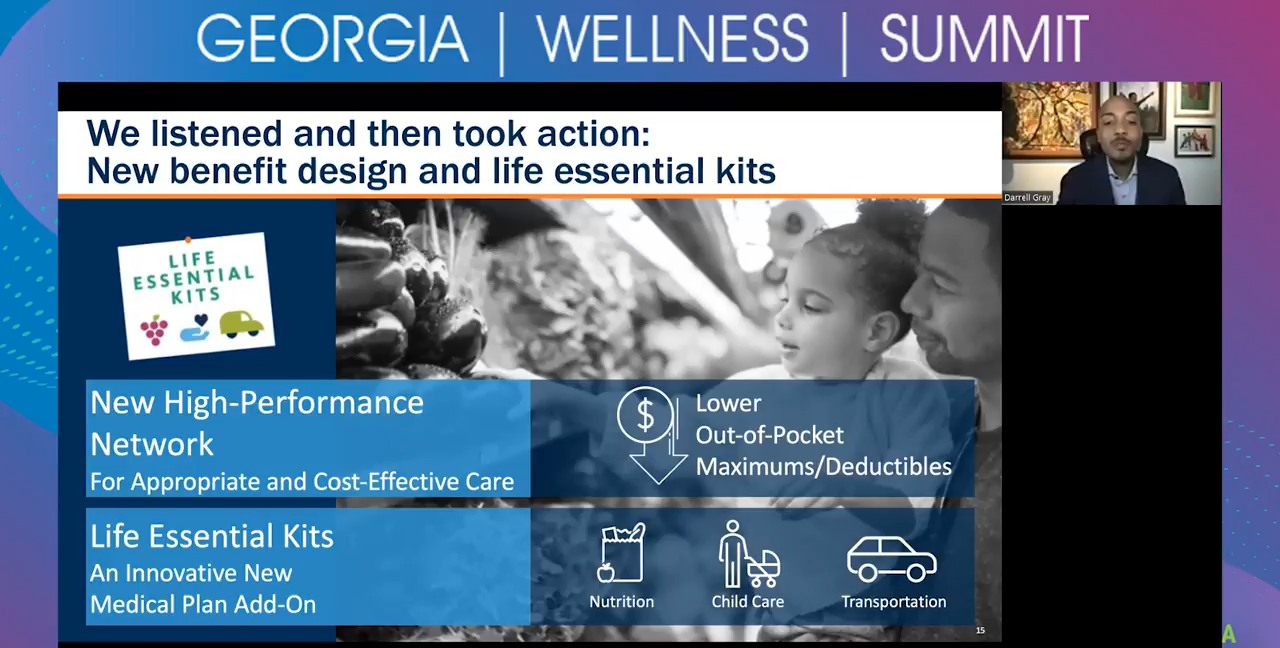 GEORGIA | WELLNESS | SUMMIT
We listened and then took action:
New benefit design and life essential kits
Darrell Gray
LIFE
ESSENTIAL
KITS
New High-Performance
Network
For Appropriate and Cost-Effective Care
$
Lower
Out-of-Pocket
Maximums/Deductibles
Life Essential Kits
An Innovative New
Medical Plan Add-On
Nutrition
Child Care
Transportation
15
A